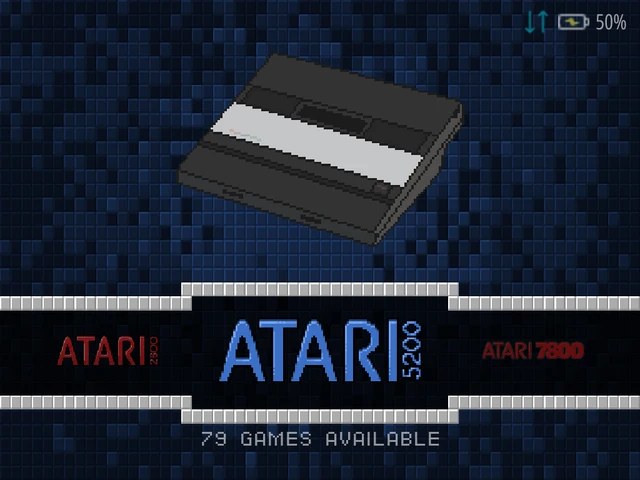 50%
ATARI 2600
ATARI 5200
ATARI 7800
79 GAMES AVAILABLE